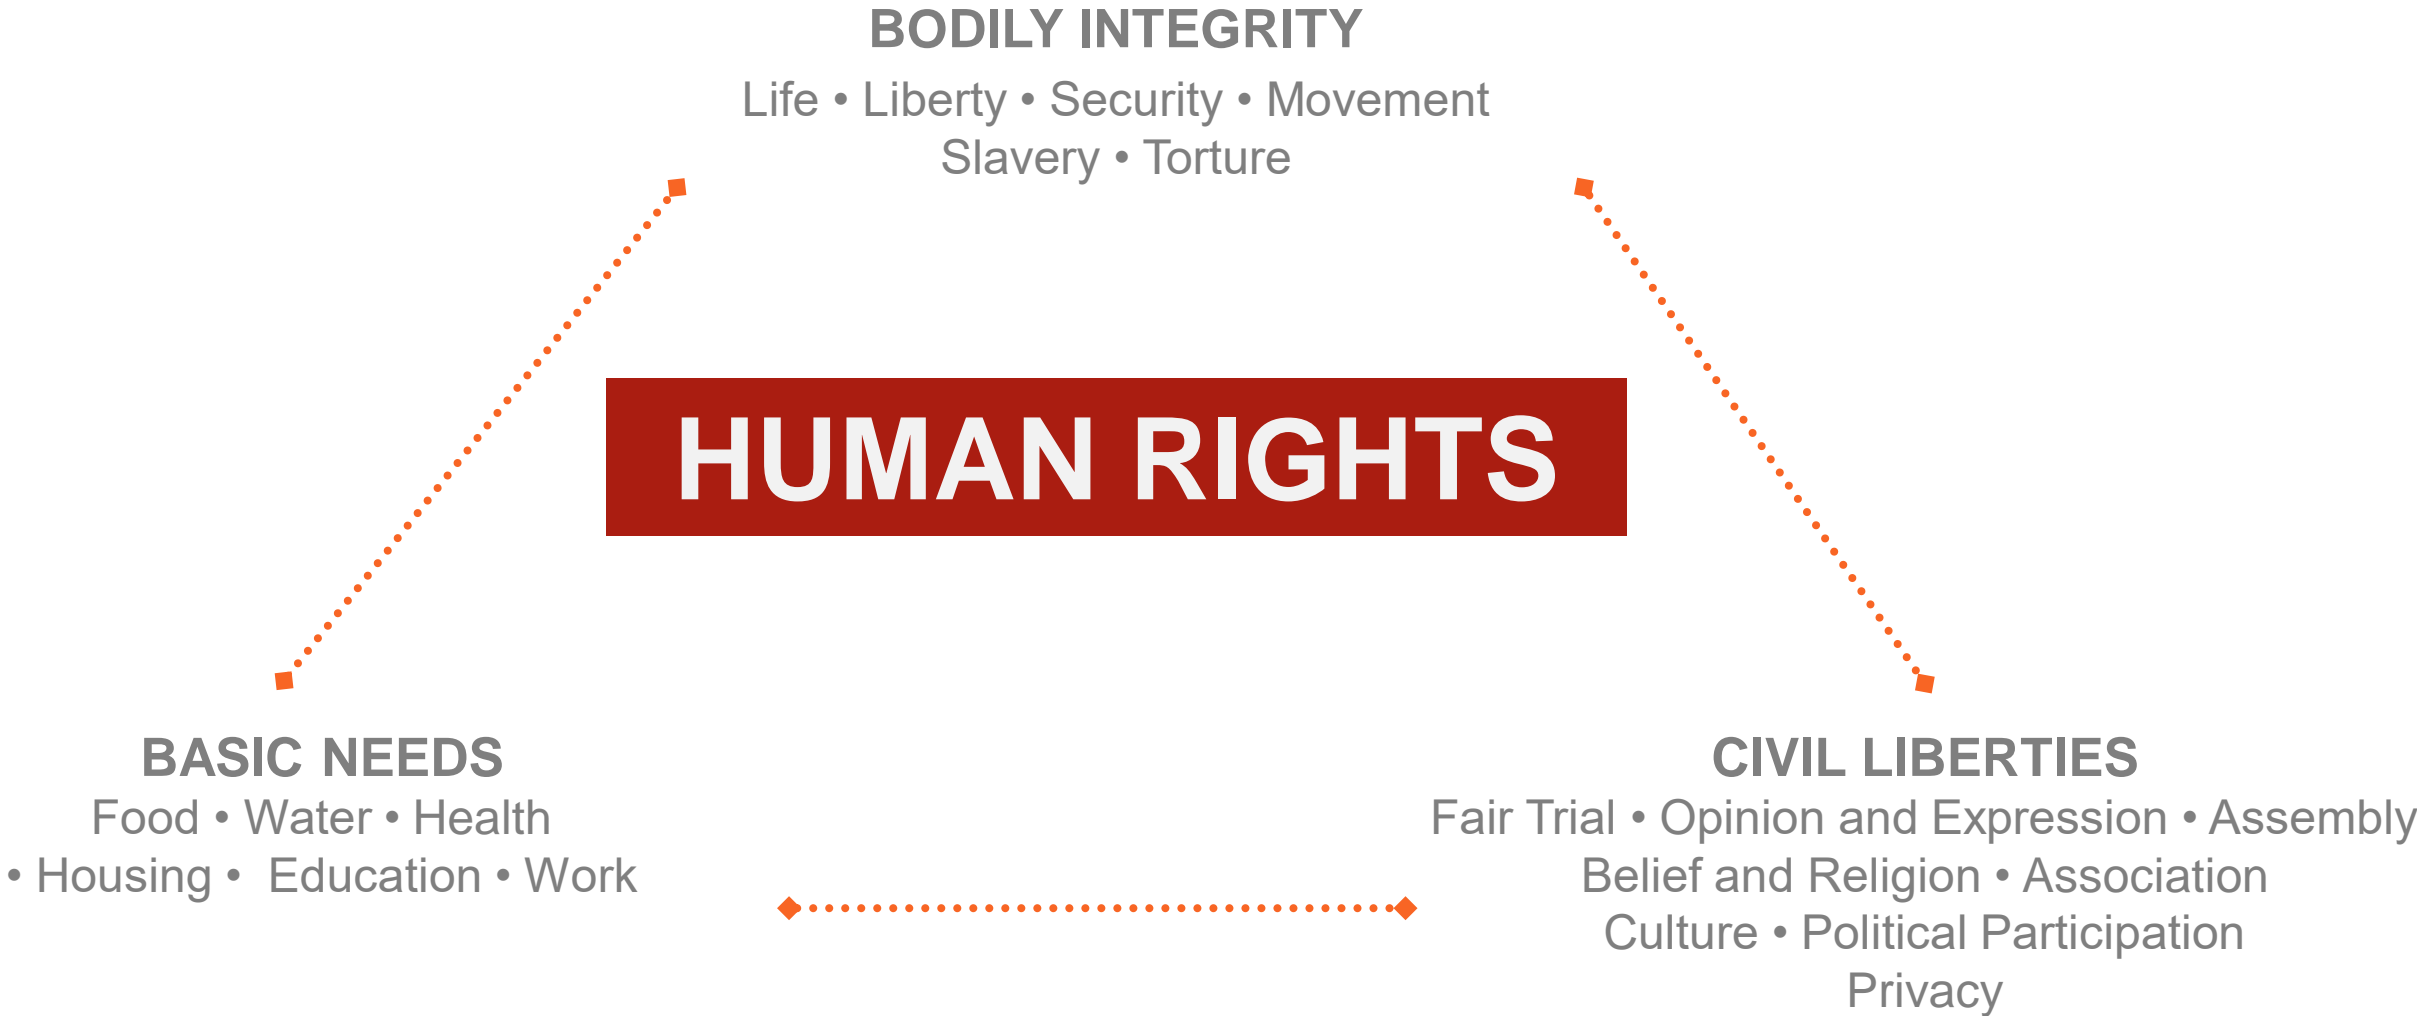 BODILY INTEGRITY
Life • Liberty • Security • Movement
Slavery • Torture
HUMAN RIGHTS
BASIC NEEDS
Food • Water • Health
• Housing • Education • Work
CIVIL LIBERTIES
Fair Trial • Opinion and Expression • Assembly
Belief and Religion • Association
Culture • Political Participation
Privacy